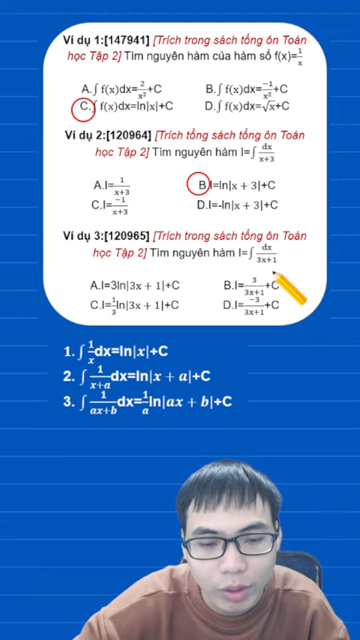 Ví dụ 1:[147941] [Trích trong sách tổng ôn Toán
học Tập 2] Tìm nguyên hàm của hàm số f(x)=1/x
A.∫ f(x)dx=2/x²+C B.∫ f(x)dx=-1/x²+C
C.∫ f(x)dx=ln|x|+C D.∫ f(x)dx=√x+C
Ví dụ 2:[120964] [Trích trong sách tổng ôn Toán
học Tập 2] Tìm nguyên hàm I=∫ dx/x+3
A.I=1/x+3 B.I=ln|x + 3|+C
C.I=-1/x+3 D.I=-ln|x + 3|+C
Ví dụ 3:[120965] [Trích trong sách tổng ôn Toán
học Tập 2] Tìm nguyên hàm I=∫ dx/3x+1
A.I=3ln|3x + 1|+C B.I=3/3x+1+C
C.I=1/3ln|3x + 1|+C D.I=-3/3x+1+C
1. ∫ 1/x dx=ln|x|+C
2. ∫ 1/x+a dx=ln|x + a|+C
3. ∫ 1/ax+b dx=1/a ln|ax + b|+C